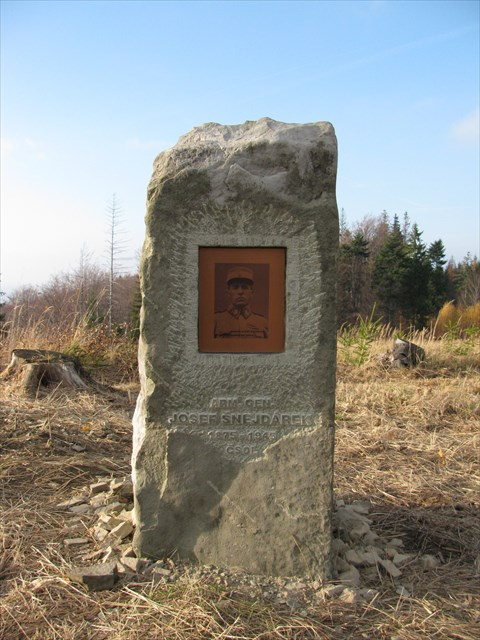 ARM. GEN.
JOSEF ŠNEJDÁREK
1875 - 1945
ČSOL